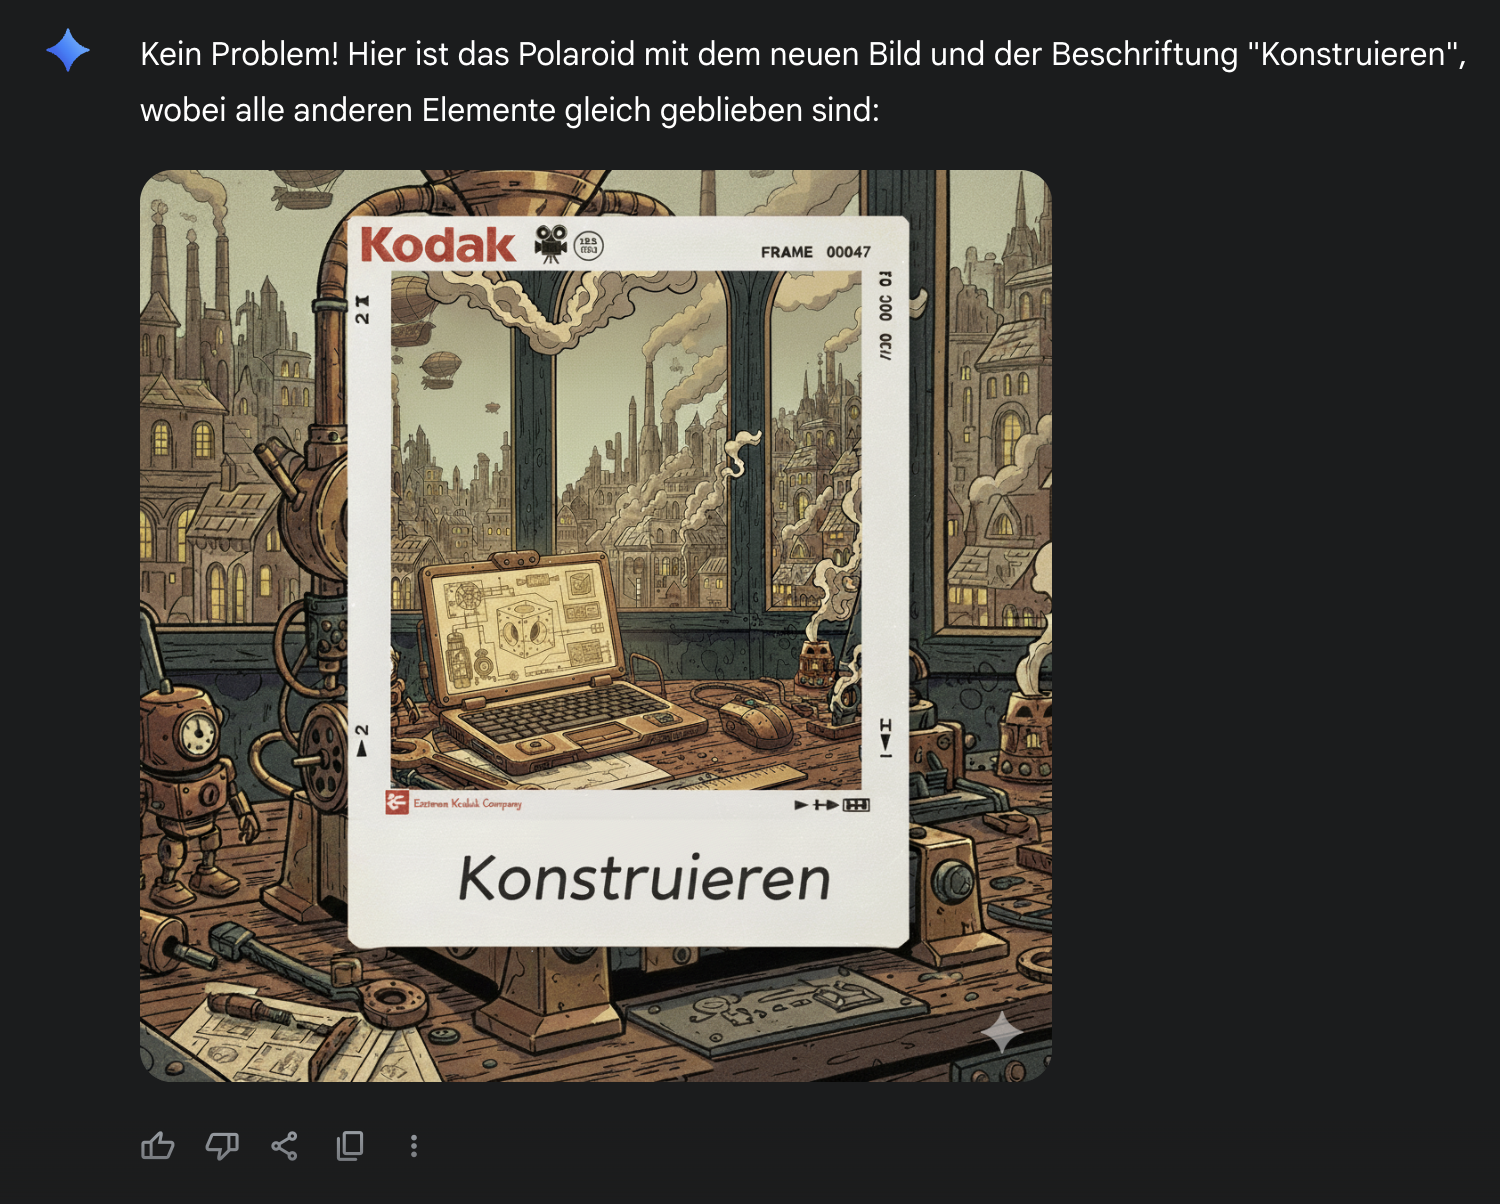 Kein Problem! Hier ist das Polaroid mit dem neuen Bild und der Beschriftung "Konstruieren",
wobei alle anderen Elemente gleich geblieben sind:
Kodak
FRAME 00047
Konstruieren